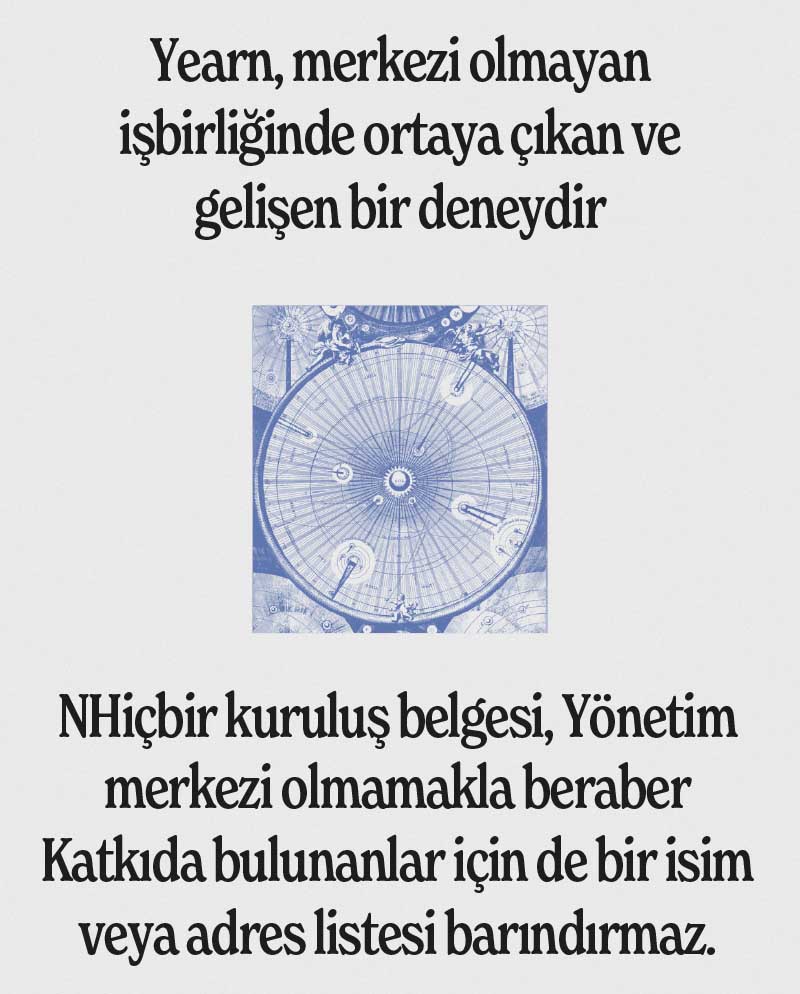 Yearn, merkezi olmayan
işbirliğinde ortaya çıkan ve
gelişen bir deneydir
NHiçbir kuruluş belgesi, Yönetim
merkezi olmamakla beraber
Katkıda bulunanlar için de bir isim
veya adres listesi barındırmaz.